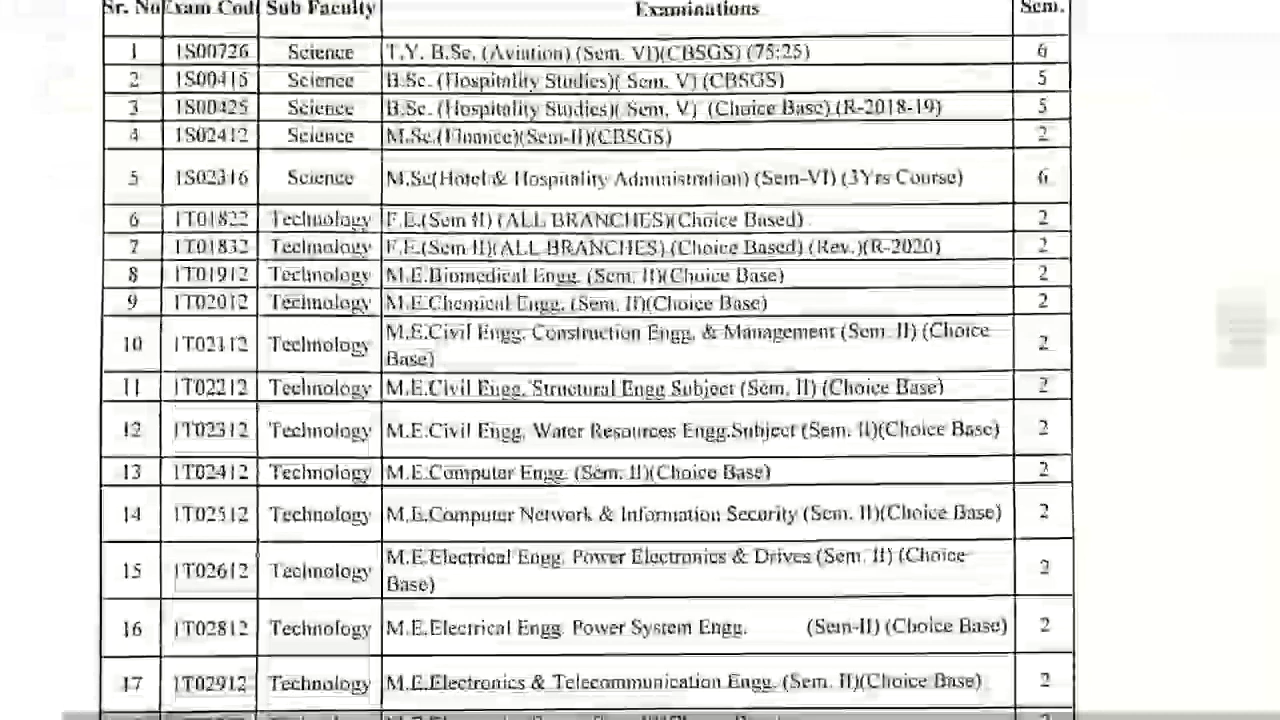 Sr. No Exam Code Sub Faculty Examinations Sem.
1 1S00726 Science T.Y. B.Sc. (Aviation) (Sem. VI)(CBSGS) (75:25) 6
2 1S00415 Science B.Sc. (Hospitality Studies)( Sem. V) (CBSGS) 5
3 1S00425 Science B.Sc. (Hospitality Studies)( Sem. V) (Choice Base) (R-2018-19) 5
4 1S02412 Science M.Sc.(Finance)(Sem-II)(CBSGS) 2
5 1S02316 Science M.Sc(Hotel & Hospitality Administration) (Sem-VI) (3Yrs Course) 6
6 1T01822 Technology F.E.(Sem II) (ALL BRANCHES)(Choice Based) 2
7 1T01832 Technology F.E.(Sem II)(ALL BRANCHES) (Choice Based) (Rev.)(R-2020) 2
8 1T01912 Technology M.E.Biomedical Engg. (Sem. II)(Choice Base) 2
9 1T02012 Technology M.E.Chemical Engg. (Sem. II)(Choice Base) 2
10 1T02112 Technology M.E.Civil Engg. Construction Engg. & Management (Sem. II) (Choice 2
Base)
11 1T02212 Technology M.E.Civil Engg. Structural Engg Subject (Sem. II) (Choice Base) 2
12 1T02312 Technology M.E.Civil Engg. Water Resources Engg.Subject (Sem. II)(Choice Base) 2
13 1T02412 Technology M.E.Computer Engg. (Sem. II)(Choice Base) 2
14 1T02512 Technology M.E.Computer Network & Information Security (Sem. II)(Choice Base) 2
15 1T02612 Technology M.E.Electrical Engg. Power Electronics & Drives (Sem. II) (Choice 2
Base)
16 1T02812 Technology M.E.Electrical Engg. Power System Engg. (Sem-II) (Choice Base) 2
17 1T02912 Technology M.E.Electronics & Telecommunication Engg. (Sem. II)(Choice Base) 2